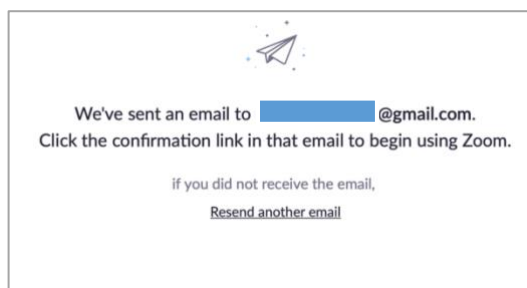 We've sent an email to @gmail.com.
Click the confirmation link in that email to begin using Zoom.
if you did not receive the email,
Resend another email